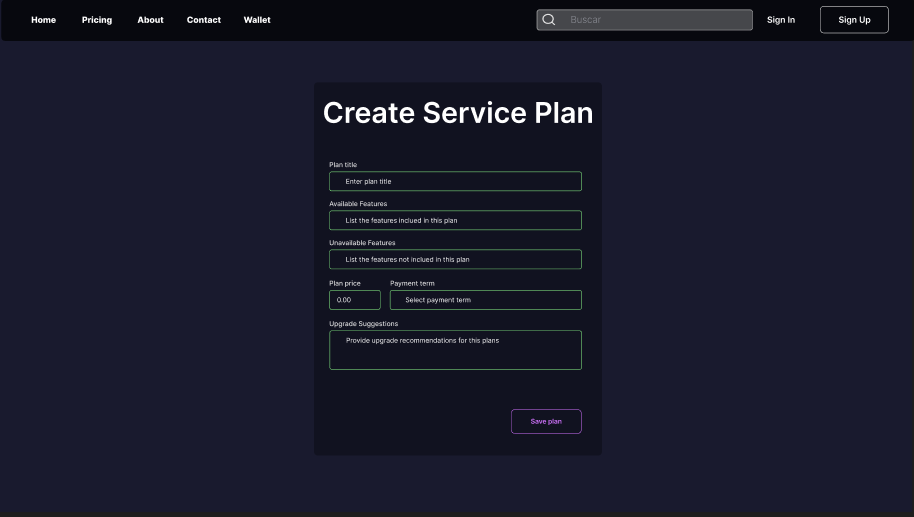 Home Pricing About Contact Wallet Buscar Sign In Sign Up
Create Service Plan
Plan title
Enter plan title
Available Features
List the features inclued in this plan
Unavailable Features
List the features not inclued in this plan
Plan price Payment term
0.00 Select payment term
Upgrade Suggestions
Provide upgrade recommendations for this plans
Save plan